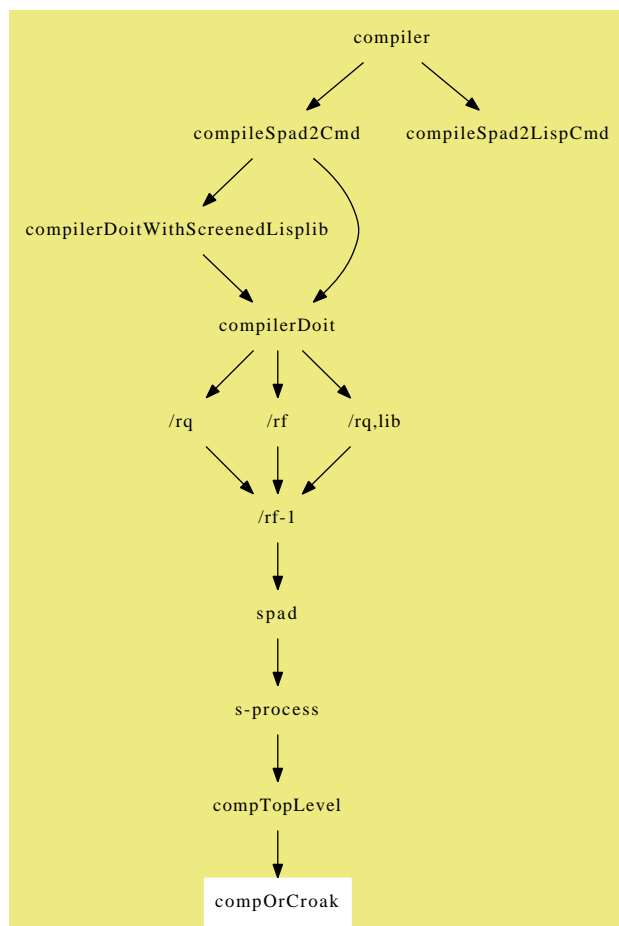 compiler
compileSpad2Cmd compileSpad2LispCmd
compilerDoitWithScreenedLisplib
compilerDoit
/rq /rf /rq,lib
/rf-1
spad
s-process
compTopLevel
compOrCroak